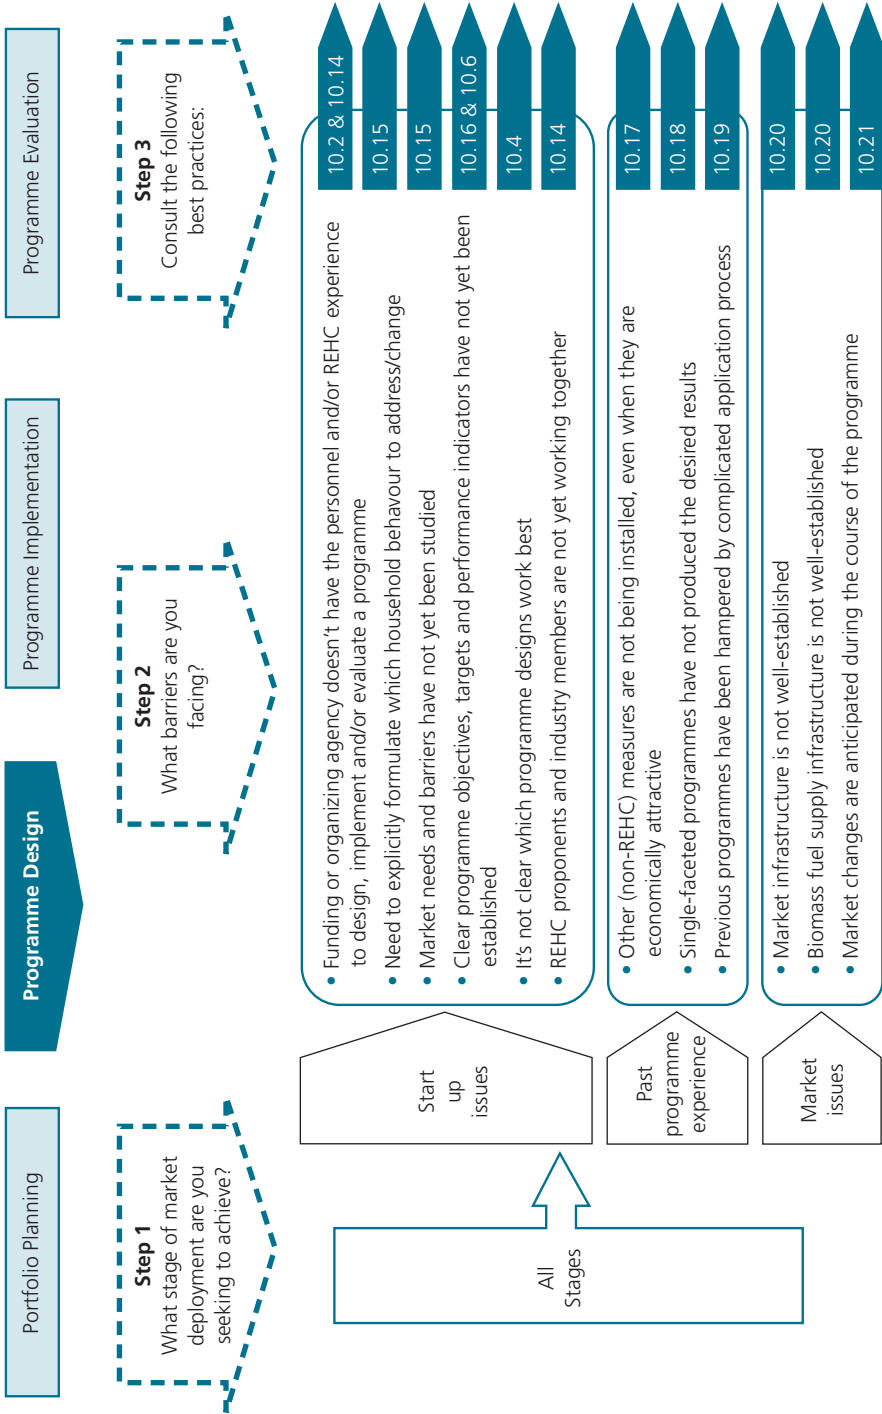 Portfolio Planning
Programme Design
Programme Implementation
Programme Evaluation
Step 1
What stage of market
deployment are you
seeking to achieve?
Step 2
What barriers are you
facing?
Step 3
Consult the following
best practices:
All
Stages
Start
up
issues
• Funding or organizing agency doesn't have the personnel and/or REHC experience
to design, implement and/or evaluate a programme
10.2 & 10.14
• Need to explicitly formulate which household behavour to address/change
10.15
• Market needs and barriers have not yet been studied
10.15
• Clear programme objectives, targets and performance indicators have not yet been
established
10.16 & 10.6
• It's not clear which programme designs work best
10.4
• REHC proponents and industry members are not yet working together
10.14
Past
programme
experience
• Other (non-REHC) measures are not being installed, even when they are
economically attractive
10.17
• Single-faceted programmes have not produced the desired results
10.18
• Previous programmes have been hampered by complicated application process
10.19
Market
issues
• Market infrastructure is not well-established
10.20
• Biomass fuel supply infrastructure is not well-established
10.20
• Market changes are anticipated during the course of the programme
10.21